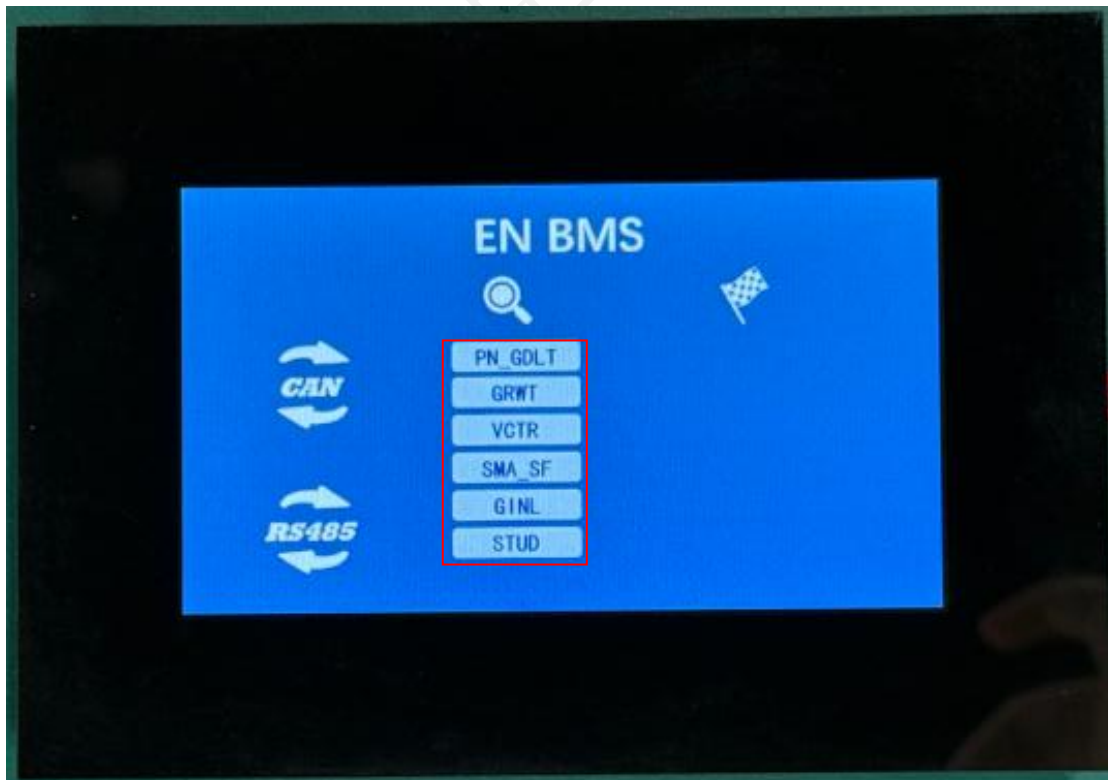 EN BMS
CAN
PN_GDLT
GRWT
VCTR
SMA_SF
GINL
STUD
RS485